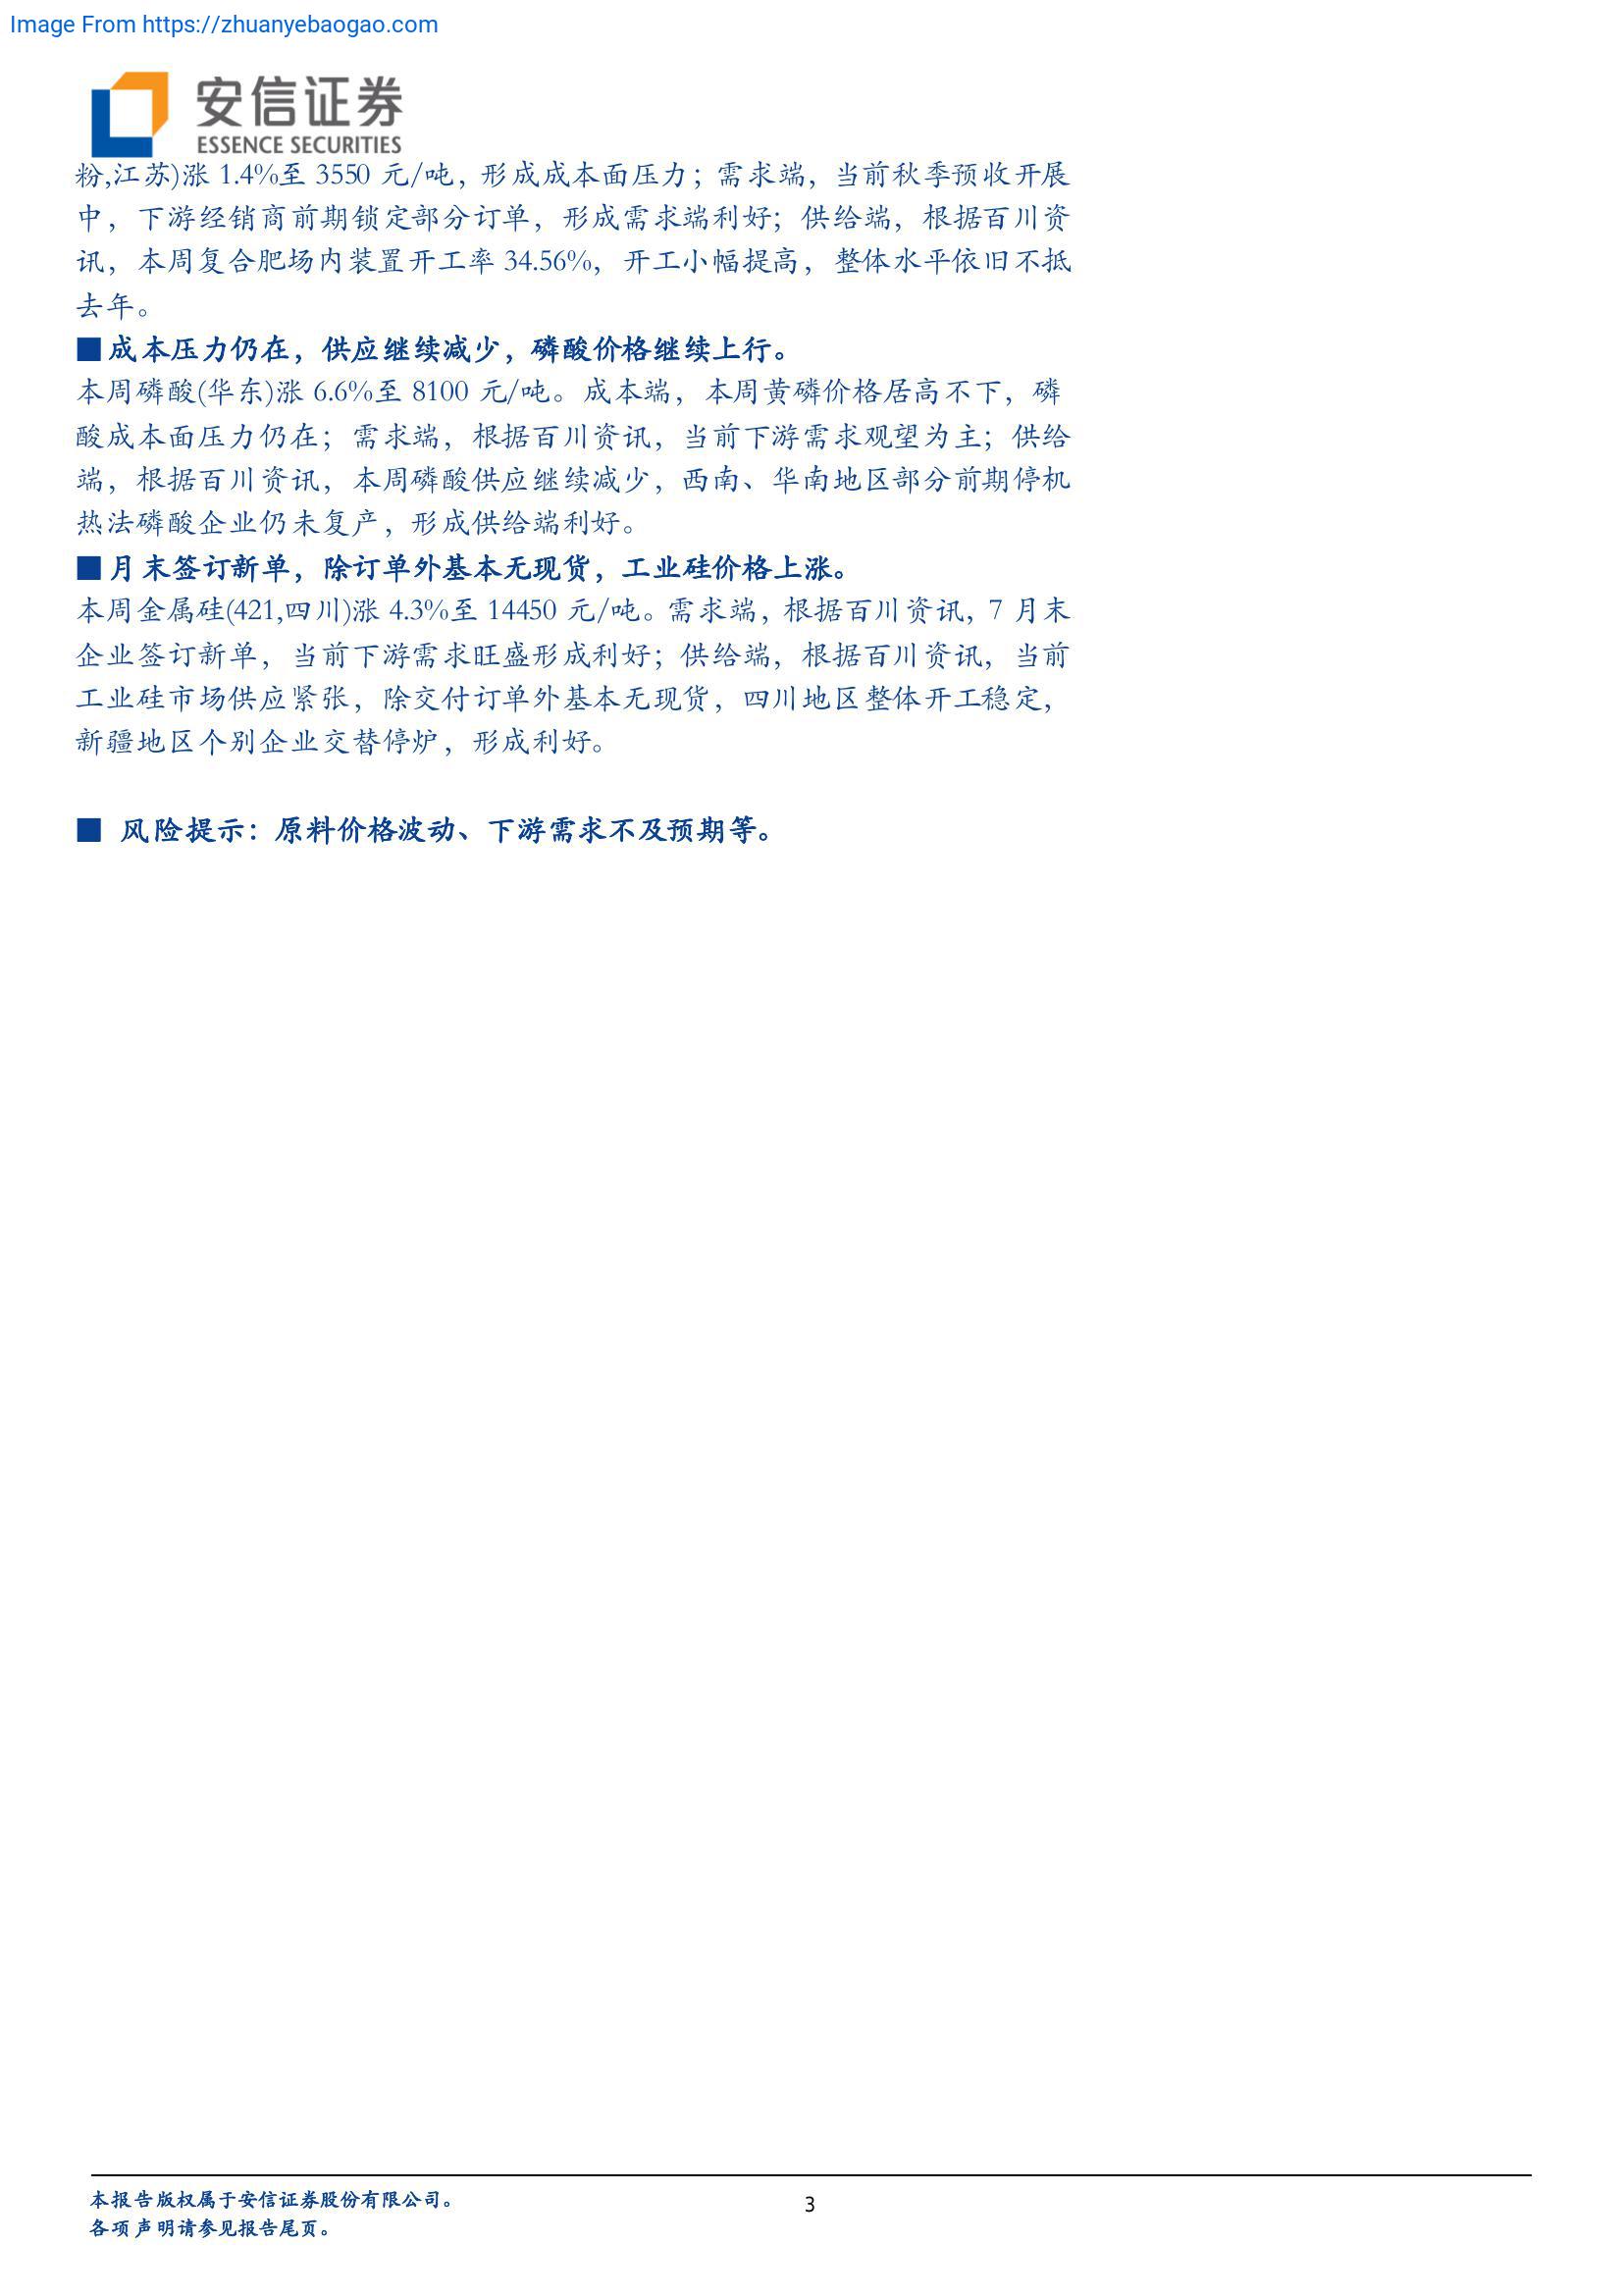 Image From https://zhuanyebaogao.com
安信证券
ESSENCE SECURITIES
粉,江苏)涨 1.4%至 3550 元/吨，形成成本面压力；需求端，当前秋季预收开展
中，下游经销商前期锁定部分订单，形成需求端利好；供给端，根据百川资
讯，本周复合肥场内装置开工率 34.56%，开工小幅提高，整体水平依旧不抵
去年。
■成本压力仍在，供应继续减少，磷酸价格继续上行。
本周磷酸(华东)涨 6.6%至 8100 元/吨。成本端，本周黄磷价格居高不下，磷
酸成本面压力仍在；需求端，根据百川资讯，当前下游需求观望为主；供给
端，根据百川资讯，本周磷酸供应继续减少，西南、华南地区部分前期停机
热法磷酸企业仍未复产，形成供给端利好。
■月末签订新单，除订单外基本无现货，工业硅价格上涨。
本周金属硅(421,四川)涨 4.3%至 14450 元/吨。需求端，根据百川资讯，7 月末
企业签订新单，当前下游需求旺盛形成利好；供给端，根据百川资讯，当前
工业硅市场供应紧张，除交付订单外基本无现货，四川地区整体开工稳定，
新疆地区个别企业交替停炉，形成利好。
■ 风险提示：原料价格波动、下游需求不及预期等。
本报告版权属于安信证券股份有限公司。
各项声明请参见报告尾页。
3